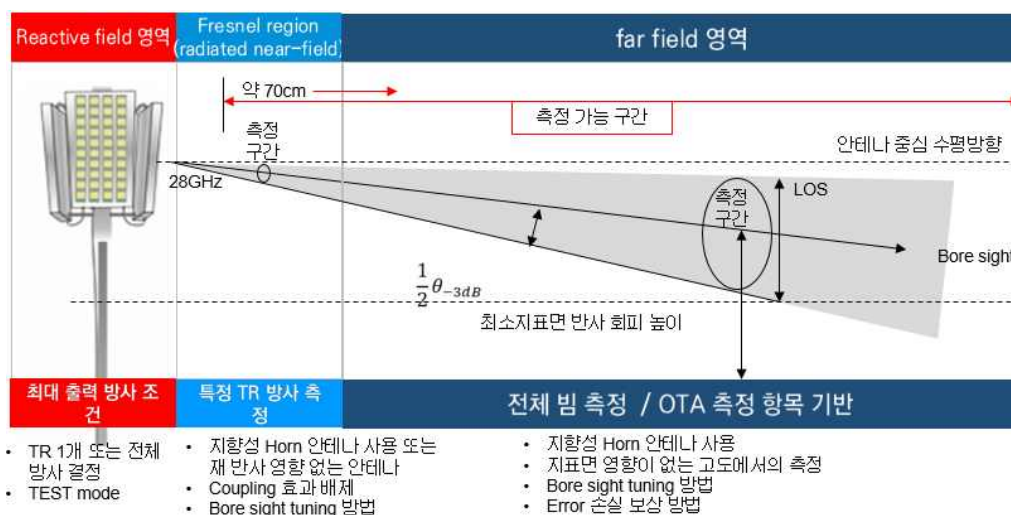 Reactive field 영역
Fresnel region
(radiated near-field)
far field 영역
약 70cm
측정 가능 구간
측정
구간
안테나 중심 수평방향
28GHz
LOS
측정
구간
Bore sight
1/2 θ-3dB
최소지표면 반사 회피 높이
최대 출력 방사 조
건
특정 TR 방사 측
정
전체 빔 측정 / OTA 측정 항목 기반
• TR 1개 또는 전체
방사 결정
• TEST mode
• 지향성 Horn 안테나 사용 또는
재 반사 영향 없는 안테나
• Coupling 효과 배제
• Bore sight tuning 방법
• 지향성 Horn 안테나 사용
• 지표면 영향이 없는 고도에서의 측정
• Bore sight tuning 방법
• Error 손실 보상 방법